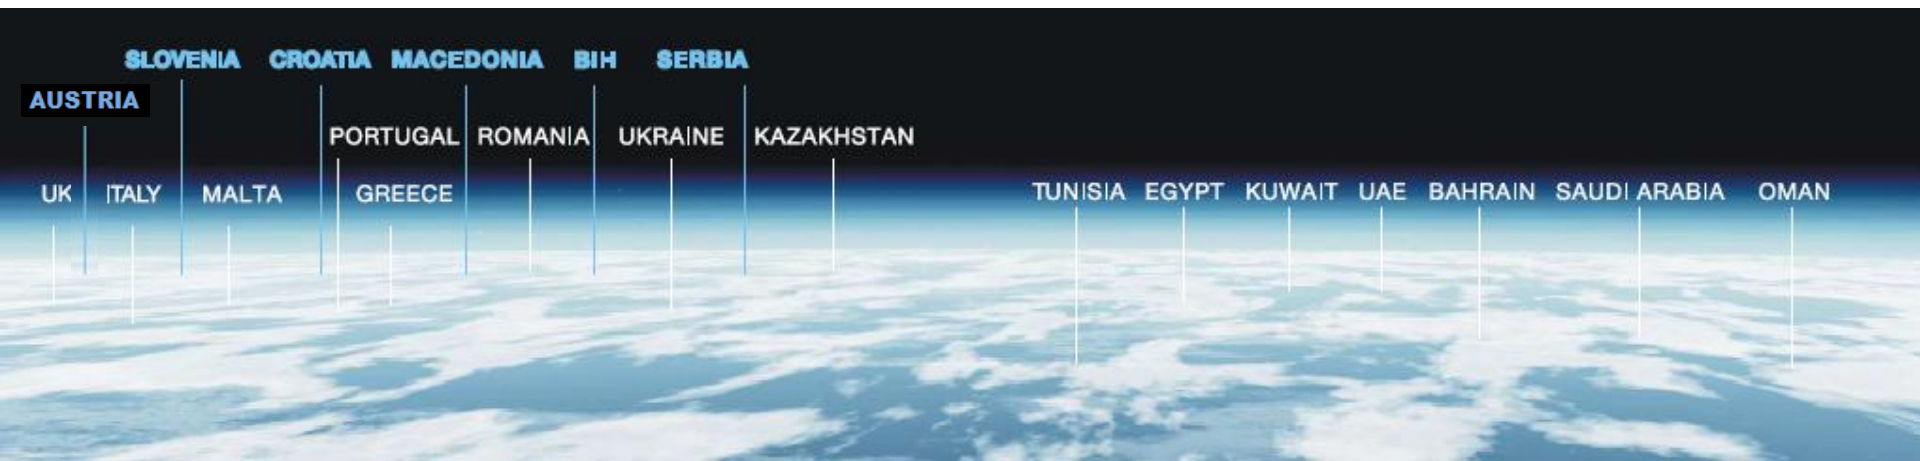 SLOVENIA CROATIA MACEDONIA BIH SERBIA
AUSTRIA
PORTUGAL ROMANIA UKRAINE KAZAKHSTAN
UK ITALY MALTA GREECE TUNISIA EGYPT KUWAIT UAE BAHRAIN SAUDI ARABIA OMAN